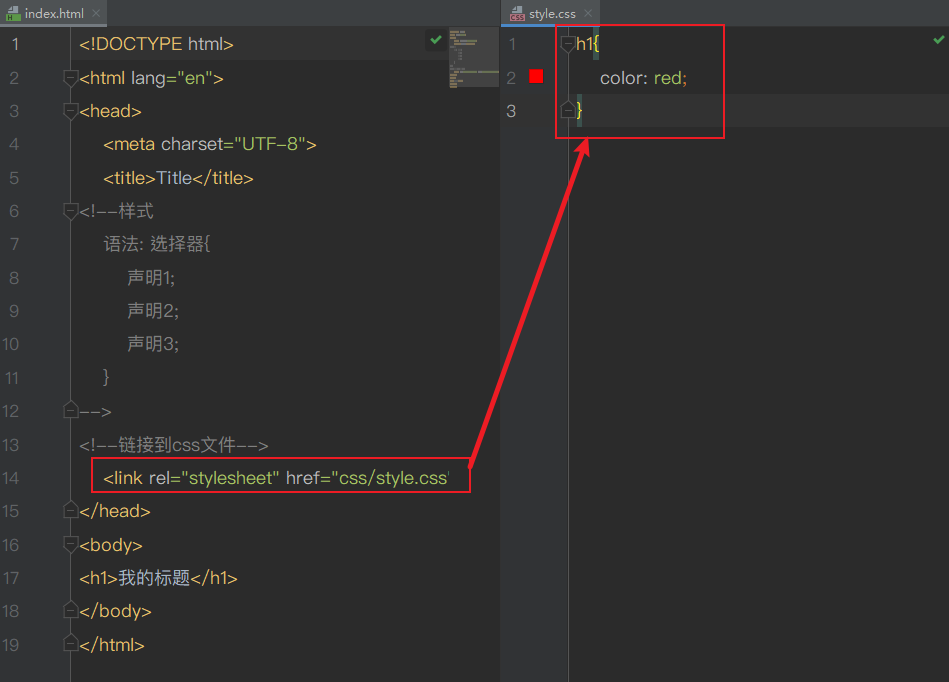 index.html
1 <!DOCTYPE html>
2 <html lang="en">
3 <head>
4 <meta charset="UTF-8">
5 <title>Title</title>
6 <!--样式
7 语法: 选择器{
8 声明1;
9 声明2;
10 声明3;
11 }
12 -->
13 <!--链接到css文件-->
14 <link rel="stylesheet" href="css/style.css"
15 </head>
16 <body>
17 <h1>我的标题</h1>
18 </body>
19 </html>
style.css
1 h1{
2 color: red;
3 }